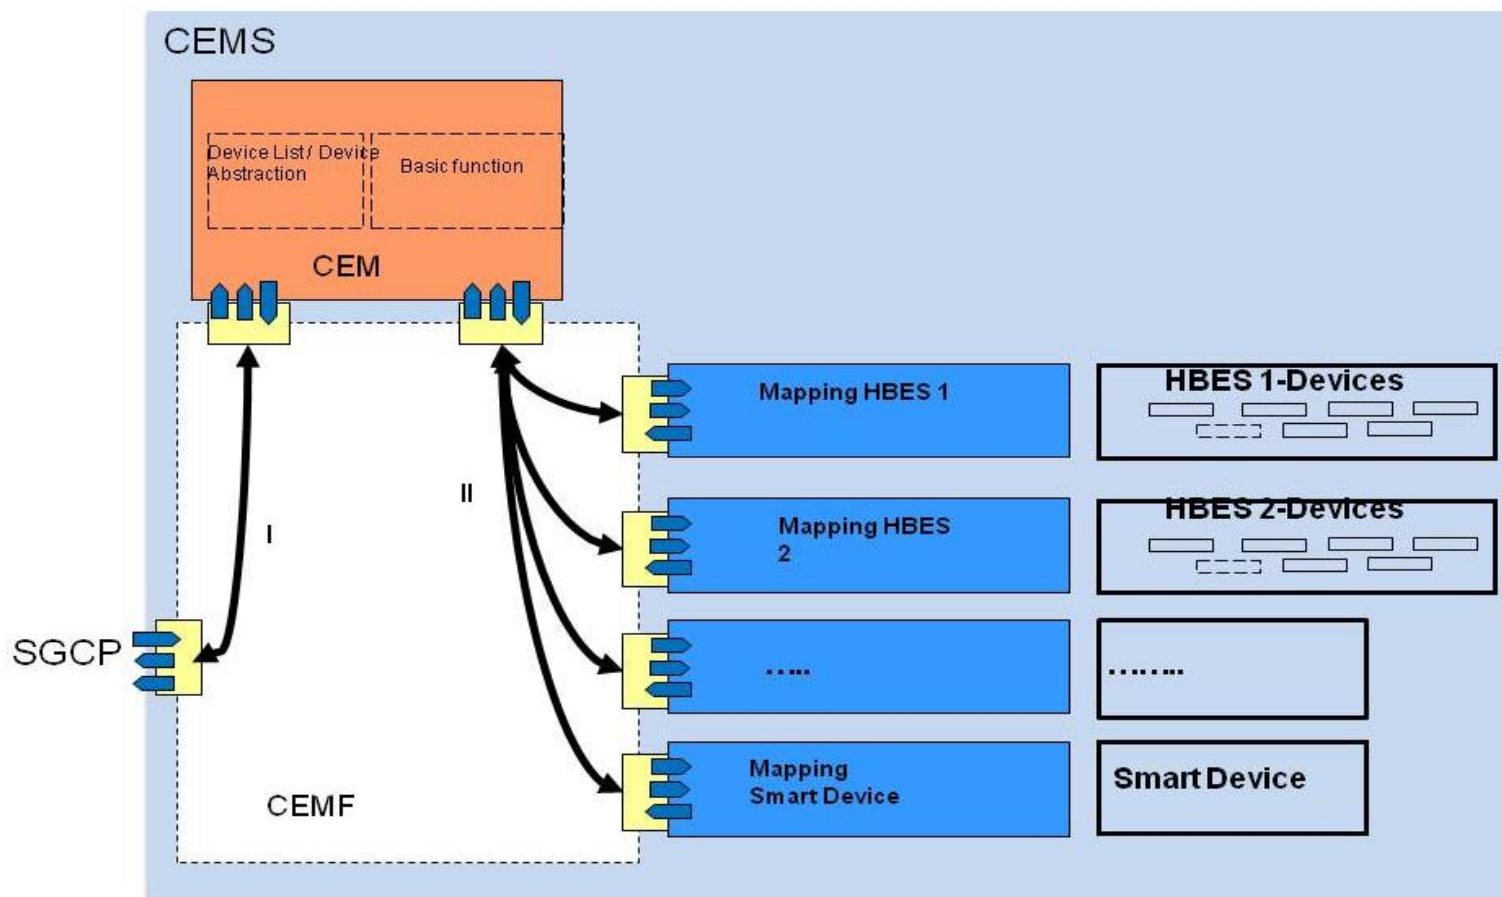 CEMS
Device List / Device
Abstraction
Basic function
CEM
Mapping HBES 1
HBES 1-Devices
II
Mapping HBES
2
HBES 2-Devices
I
SGCP
.....
........
CEMF
Mapping
Smart Device
Smart Device